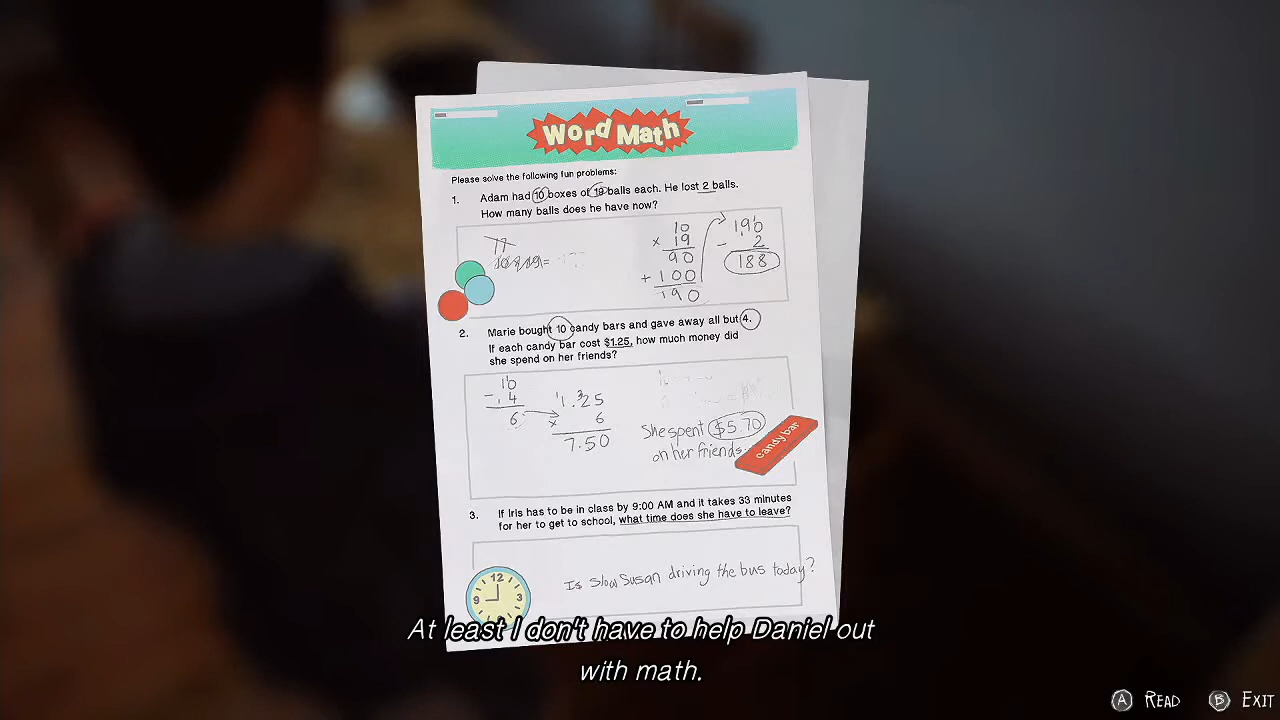 Word Math
Please solve the following fun problems:
1. Adam had 10 boxes of 19 balls each. He lost 2 balls.
How many balls does he have now?
10
x 19
90
+ 100
190
190
- 2
188
2. Marie bought 10 candy bars and gave away all but 4.
If each candy bar cost $1.25, how much money did
she spend on her friends?
10
- 4
6
1.25
x 6
7.50
She spent $5.70
on her friends.
candy bar
3. If Iris has to be in class by 9:00 AM and it takes 33 minutes
for her to get to school, what time does she have to leave?
12
9 3
Is Slow Susan driving the bus today?
At least I don't have to help Daniel out
with math.
A READ B EXIT